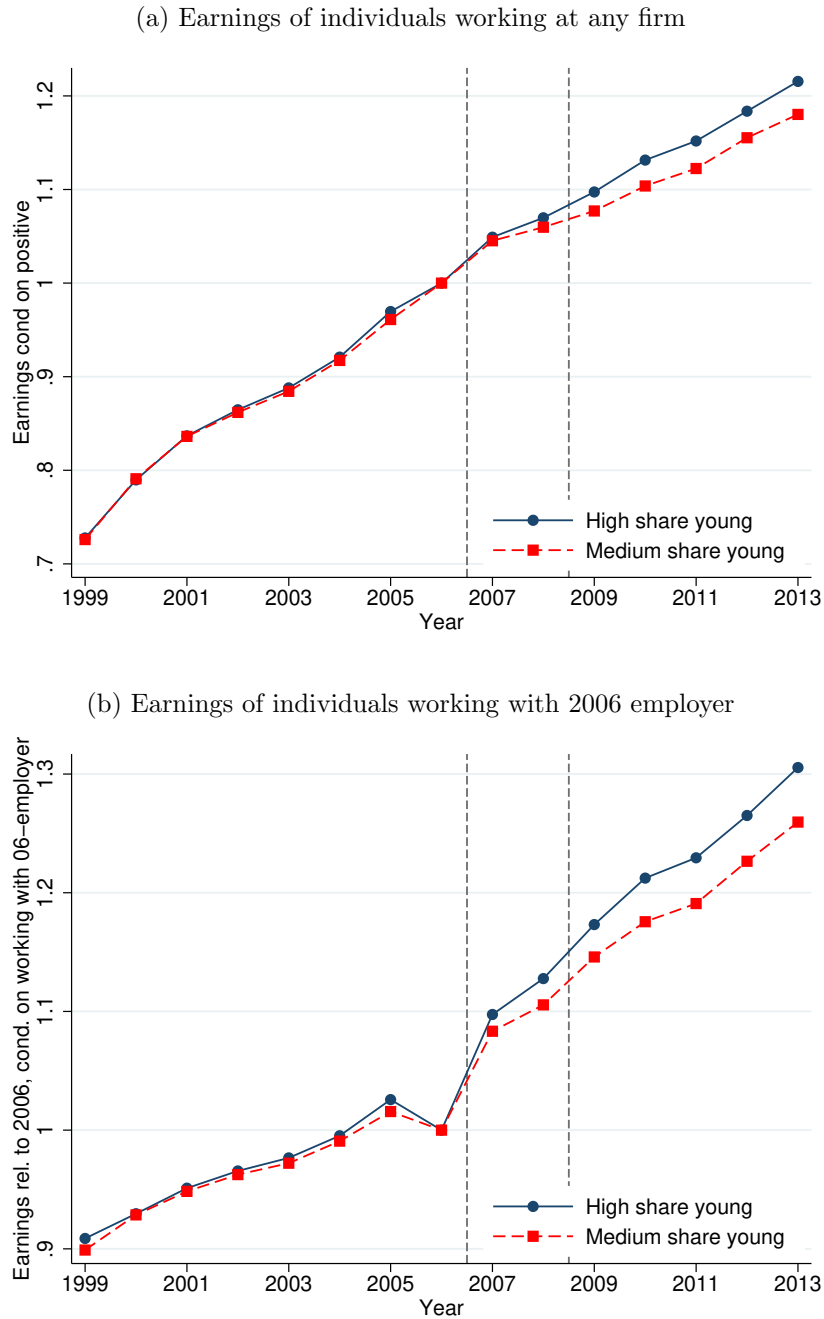 (a) Earnings of individuals working at any firm
Earnings cond on positive
1.2
1.1
1
.9
.8
.7
High share young
Medium share young
1999 2001 2003 2005 2007 2009 2011 2013
Year
(b) Earnings of individuals working with 2006 employer
Earnings rel. to 2006, cond. on working with 06–employer
1.3
1.2
1.1
1
.9
High share young
Medium share young
1999 2001 2003 2005 2007 2009 2011 2013
Year